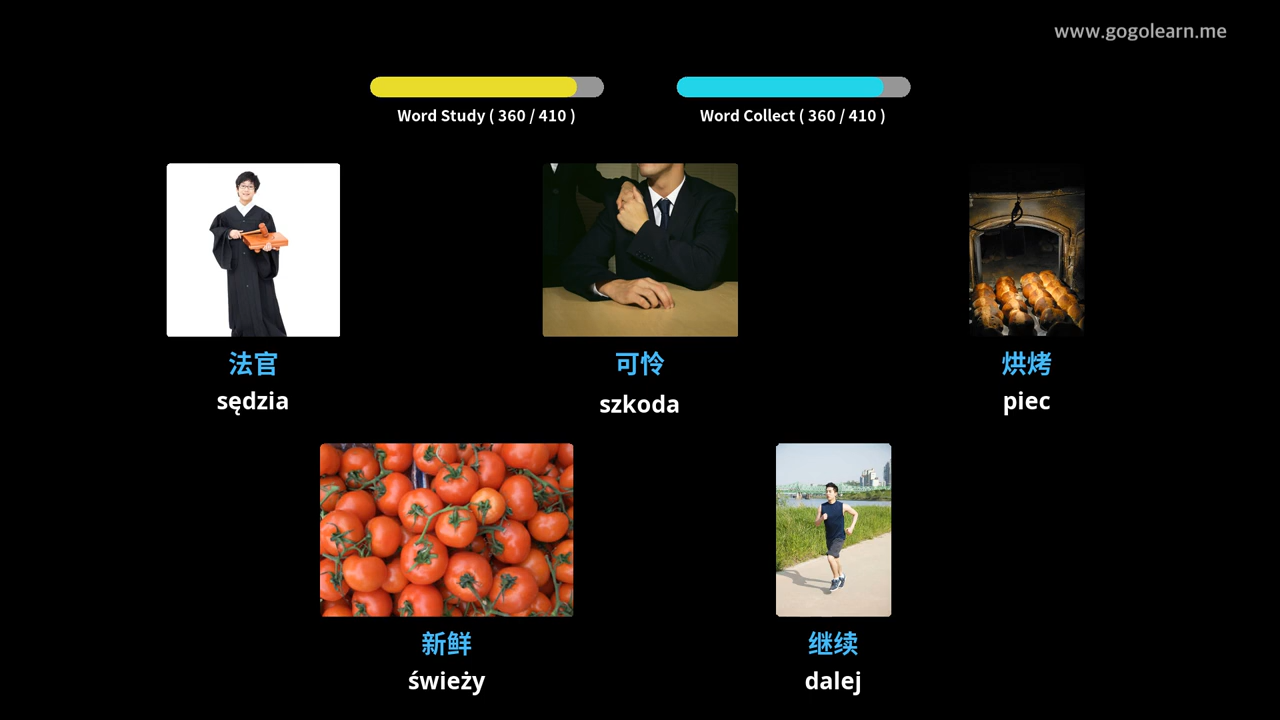 www.gogolearn.me
Word Study ( 360 / 410 )
Word Collect ( 360 / 410 )
法官
sędzia
可怜
szkoda
烘烤
piec
新鲜
świeży
继续
dalej